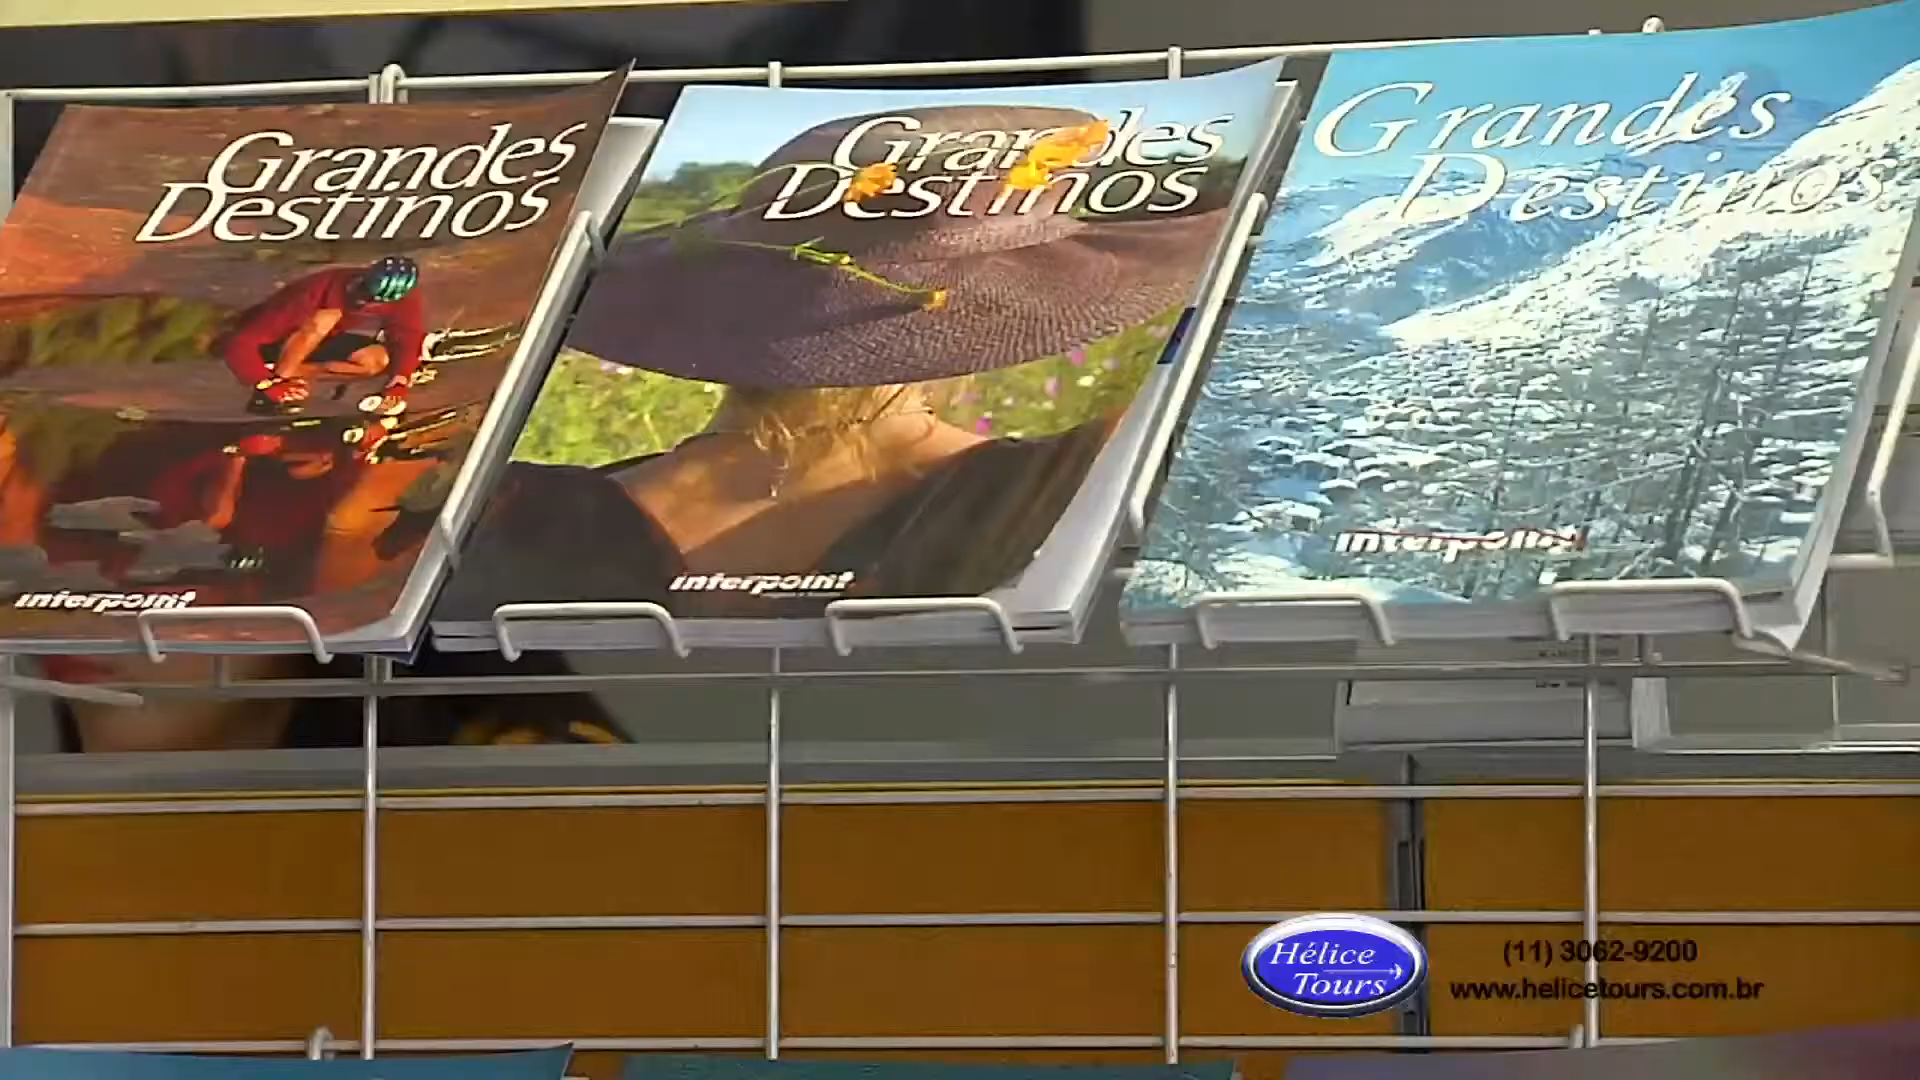 Grandes
Destinos
interpoint
Grandes
Destinos
interpoint
Grandes
Destinos
interpoint
Hélice
Tours
(11) 3062-9200
www.helicetours.com.br